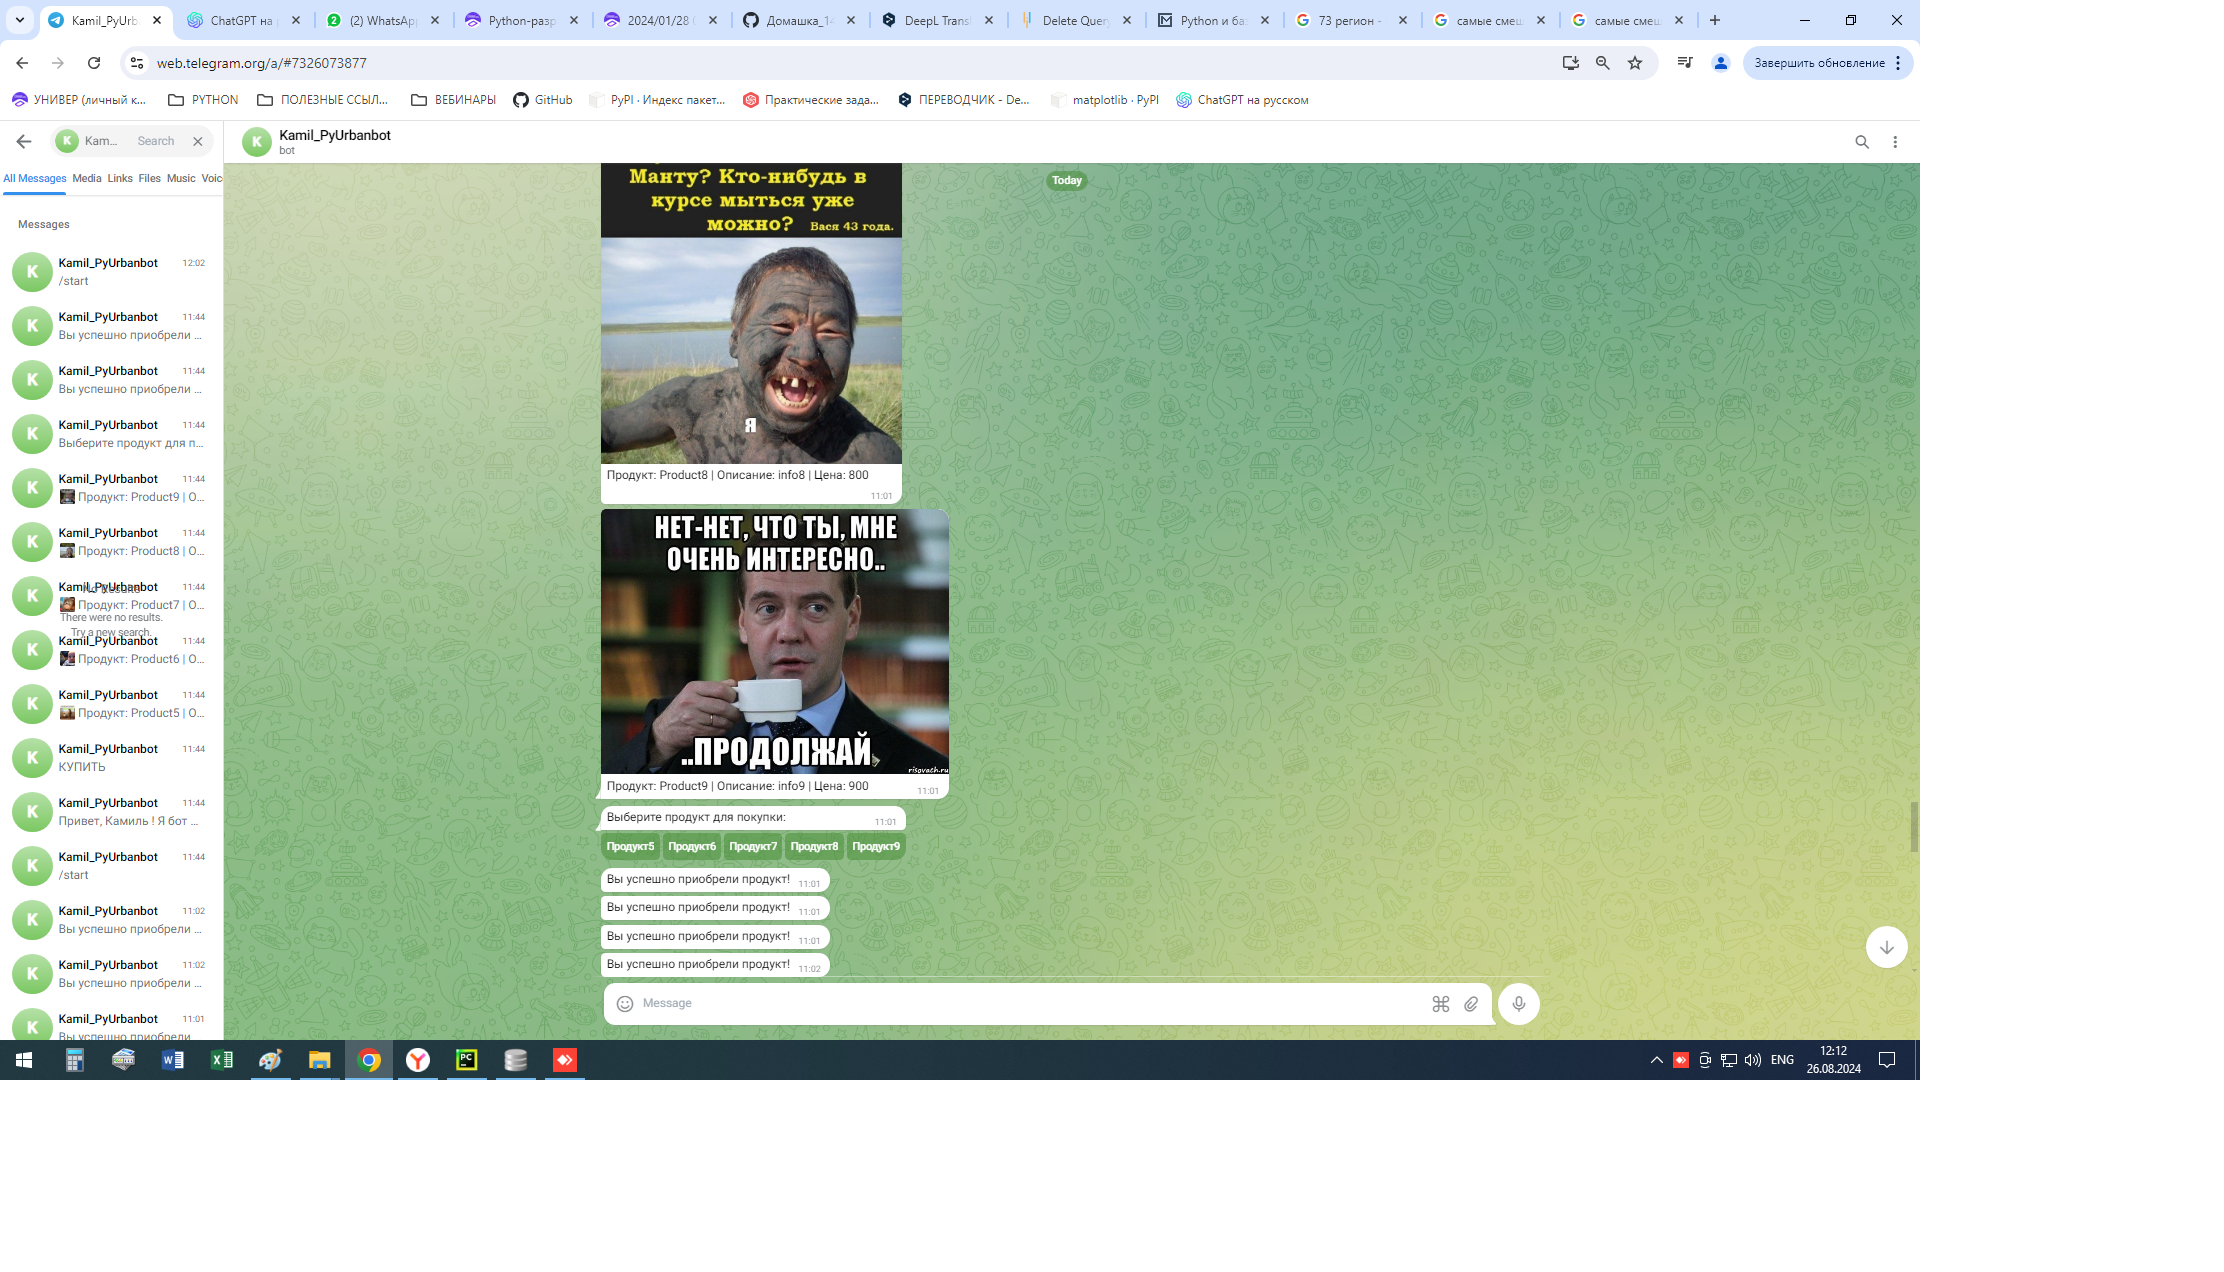 Kamil_PyUrb
ChatGPT на р
(2) WhatsApp
Python-разр
2024/01/28
Домашка_14
DeepL Transl
Delete Query
Python и ба
73 регион -
самые смеш
самые смеш
web.telegram.org/a/#7326073877
Завершить обновление
УНИВЕР (личный к...
PYTHON
ПОЛЕЗНЫЕ ССЫЛ...
ВЕБИНАРЫ
GitHub
PyPI · Индекс пакет...
Практические зада...
ПЕРЕВОДЧИК - De...
matplotlib · PyPI
ChatGPT на русском
K Kam... Search
All Messages Media Links Files Music Voic
Messages
K Kamil_PyUrbanbot 12:02
/start
K Kamil_PyUrbanbot 11:44
Вы успешно приобрели ...
K Kamil_PyUrbanbot 11:44
Вы успешно приобрели ...
K Kamil_PyUrbanbot 11:44
Выберите продукт для п...
K Kamil_PyUrbanbot 11:44
Продукт: Product9 | О...
K Kamil_PyUrbanbot 11:44
Продукт: Product8 | О...
K Kamil_PyUrbanbot 11:44
No Results
Продукт: Product7 | О...
There were no results.
Try a new search.
K Kamil_PyUrbanbot 11:44
Продукт: Product6 | О...
K Kamil_PyUrbanbot 11:44
Продукт: Product5 | О...
K Kamil_PyUrbanbot 11:44
КУПИТЬ
K Kamil_PyUrbanbot 11:44
Привет, Камиль ! Я бот ...
K Kamil_PyUrbanbot 11:44
/start
K Kamil_PyUrbanbot 11:02
Вы успешно приобрели ...
K Kamil_PyUrbanbot 11:02
Вы успешно приобрели ...
K Kamil_PyUrbanbot 11:01
Вы успешно приобрели
K Kamil_PyUrbanbot
bot
Today
Манту? Кто-нибудь в
курсе мыться уже
можно? Вася 43 года.
Я
Продукт: Product8 | Описание: info8 | Цена: 800
11:01
НЕТ-НЕТ, ЧТО ТЫ, МНЕ
ОЧЕНЬ ИНТЕРЕСНО..
..ПРОДОЛЖАЙ
risovach.ru
Продукт: Product9 | Описание: info9 | Цена: 900 11:01
Выберите продукт для покупки: 11:01
Продукт5 Продукт6 Продукт7 Продукт8 Продукт9
Вы успешно приобрели продукт! 11:01
Вы успешно приобрели продукт! 11:01
Вы успешно приобрели продукт! 11:01
Вы успешно приобрели продукт! 11:02
Message
ENG
12:12
26.08.2024